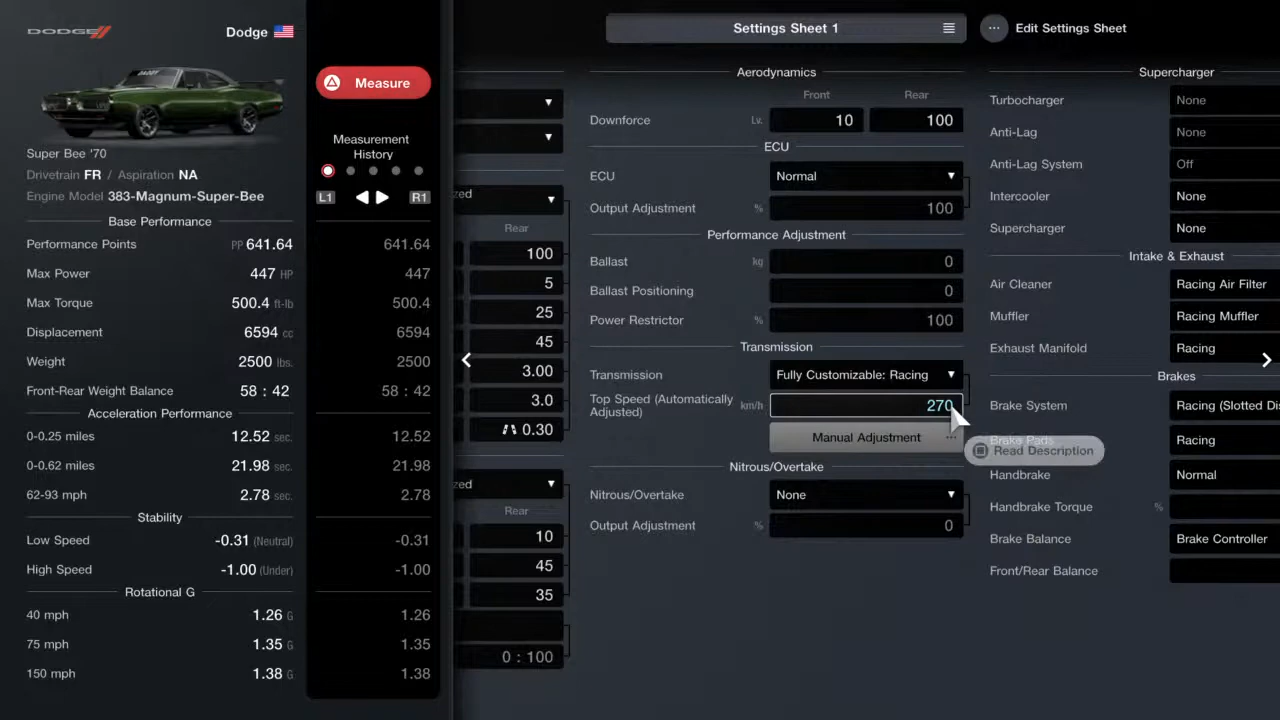 DODGE
Dodge
Super Bee '70
Drivetrain FR / Aspiration NA
Engine Model 383-Magnum-Super-Bee
Base Performance
Performance Points PP 641.64
Max Power 447 HP
Max Torque 500.4 ft-lb
Displacement 6594 cc
Weight 2500 lbs.
Front-Rear Weight Balance 58 : 42
Acceleration Performance
0-0.25 miles 12.52 sec.
0-0.62 miles 21.98 sec.
62-93 mph 2.78 sec.
Stability
Low Speed -0.31 (Neutral)
High Speed -1.00 (Under)
Rotational G
40 mph 1.26 G
75 mph 1.35 G
150 mph 1.38 G
Measure
Measurement
History
L1 R1
641.64
447
500.4
6594
2500
58 : 42
12.52
21.98
2.78
-0.31
-1.00
1.26
1.35
1.38
zed
Rear
100
5
25
45
3.00
3.0
0.30
zed
Rear
10
45
35
0 : 100
Settings Sheet 1
Edit Settings Sheet
Aerodynamics
Front Rear
Downforce Lv. 10 100
ECU
ECU Normal
Output Adjustment % 100
Performance Adjustment
Ballast kg 0
Ballast Positioning 0
Power Restrictor % 100
Transmission
Transmission Fully Customizable: Racing
Top Speed (Automatically
Adjusted) km/h 270
Manual Adjustment ...
Nitrous/Overtake
Nitrous/Overtake None
Output Adjustment % 0
Supercharger
Turbocharger None
Anti-Lag None
Anti-Lag System Off
Intercooler None
Supercharger None
Intake & Exhaust
Air Cleaner Racing Air Filter
Muffler Racing Muffler
Exhaust Manifold Racing
Brakes
Brake System Racing (Slotted Dis
Brake Pads Racing
Read Description
Handbrake Normal
Handbrake Torque %
Brake Balance Brake Controller
Front/Rear Balance